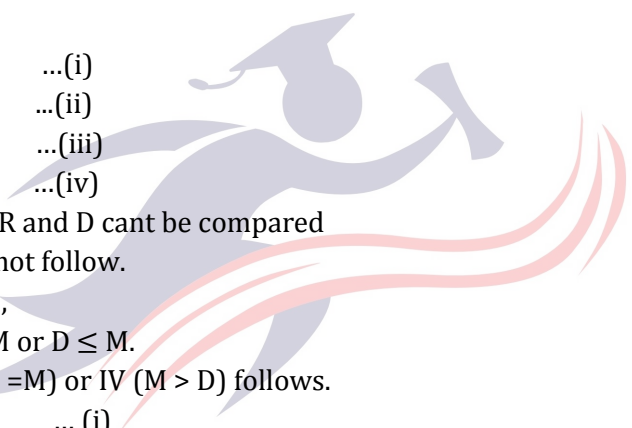 ...(i)
...(ii)
...(iii)
...(iv)
R and D cant be compared
not follow.
,
M or D ≤ M.
=M) or IV (M > D) follows.
... (i)